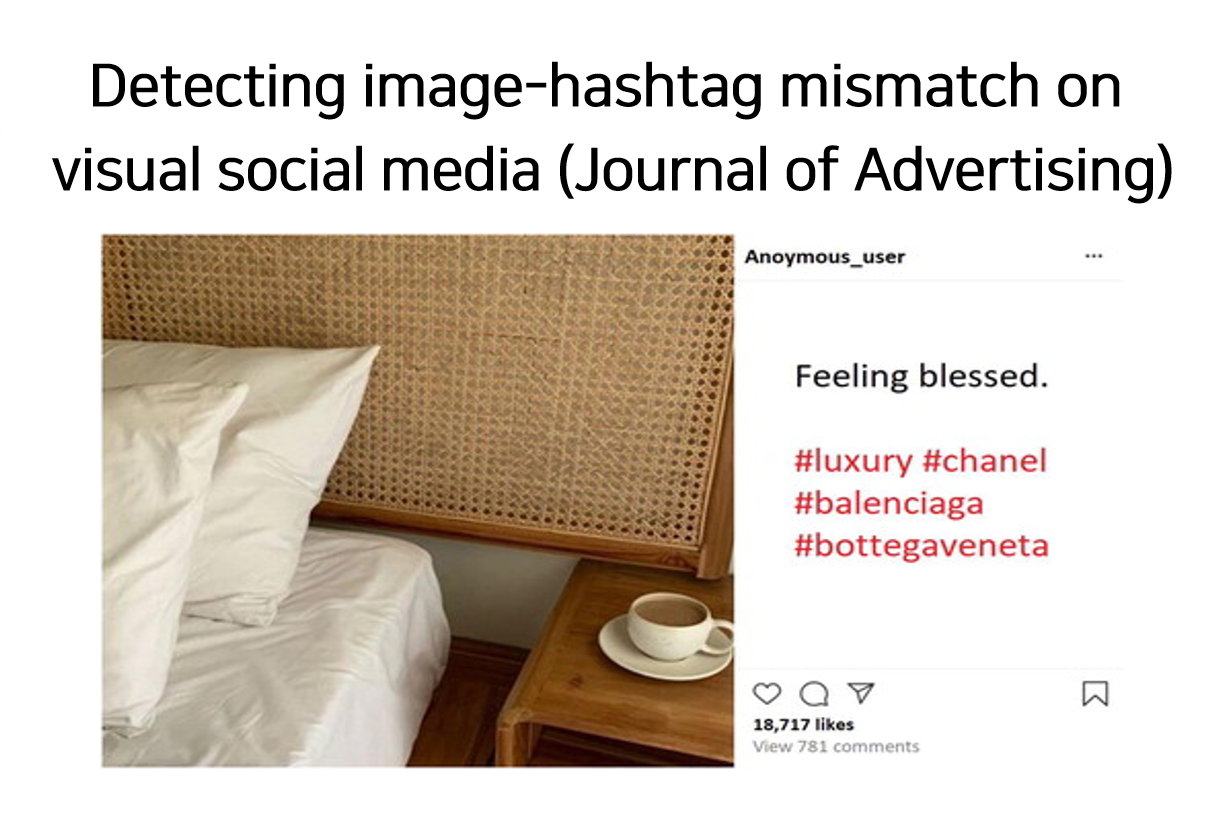 Detecting image-hashtag mismatch on
visual social media (Journal of Advertising)
Anoymous_user
...
Feeling blessed.
#luxury #chanel
#balenciaga
#bottegaveneta
18,717 likes
View 781 comments